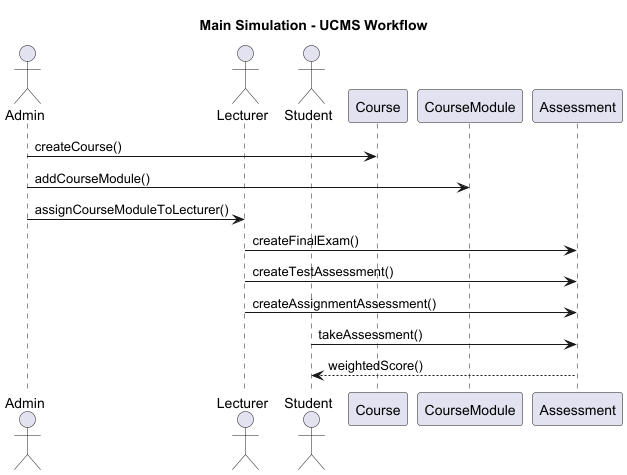 Main Simulation - UCMS Workflow
Admin Lecturer Student Course CourseModule Assessment
createCourse()
addCourseModule()
assignCourseModuleToLecturer()
createFinalExam()
createTestAssessment()
createAssignmentAssessment()
takeAssessment()
weightedScore()
Admin Lecturer Student Course CourseModule Assessment